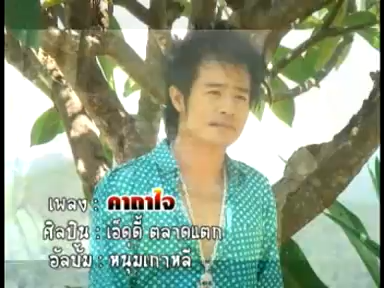 เพลง : คาถาใจ
ศิลปิน : เอ๊ดดี้ ตลาดแตก
อัลบั้ม : หนุ่มเกาหลี